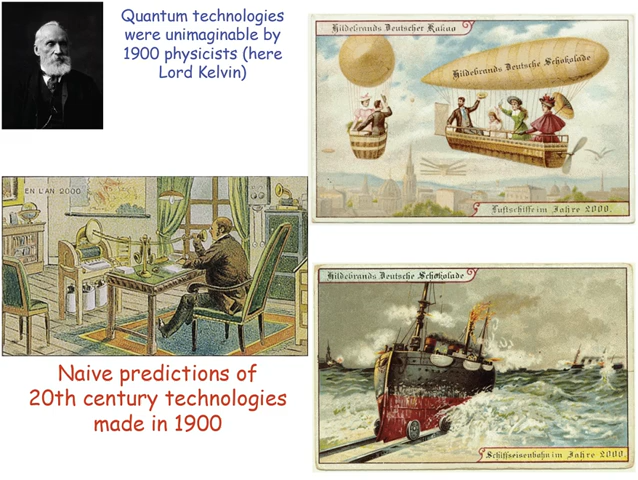 Quantum technologies
were unimaginable by
1900 physicists (here
Lord Kelvin)
Hildebrands Deutscher Kakao
Hildebrands Deutsche Schokolade
Luftschiffe im Jahre 2000.
EN L'AN 2000
Naive predictions of
20th century technologies
made in 1900
Hildebrands Deutsche Schokolade
Schiffseisenbahn im Jahre 2000.